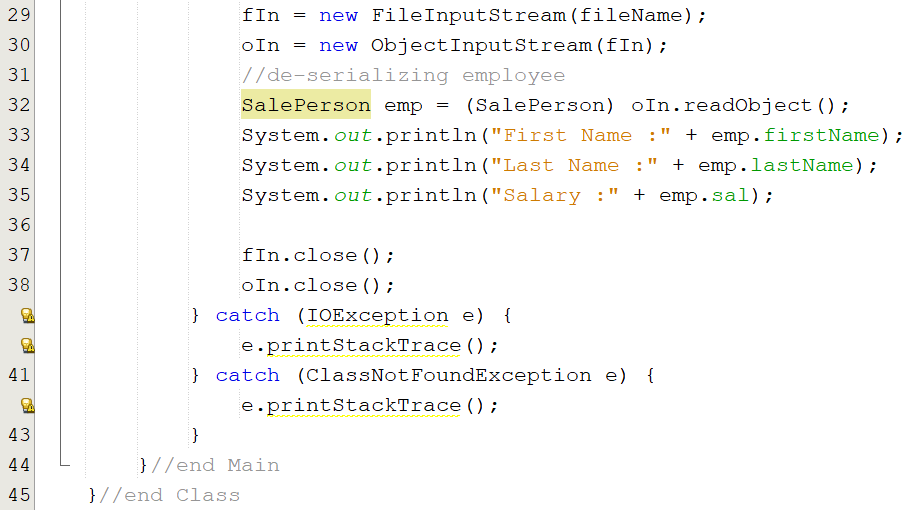 29 fIn = new FileInputStream(fileName);
30 oIn = new ObjectInputStream(fIn);
31 //de-serializing employee
32 SalePerson emp = (SalePerson) oIn.readObject();
33 System.out.println("First Name :" + emp.firstName);
34 System.out.println("Last Name :" + emp.lastName);
35 System.out.println("Salary :" + emp.sal);
36
37 fIn.close();
38 oIn.close();
} catch (IOException e) {
e.printStackTrace();
41 } catch (ClassNotFoundException e) {
e.printStackTrace();
43 }
44 }//end Main
45 }//end Class